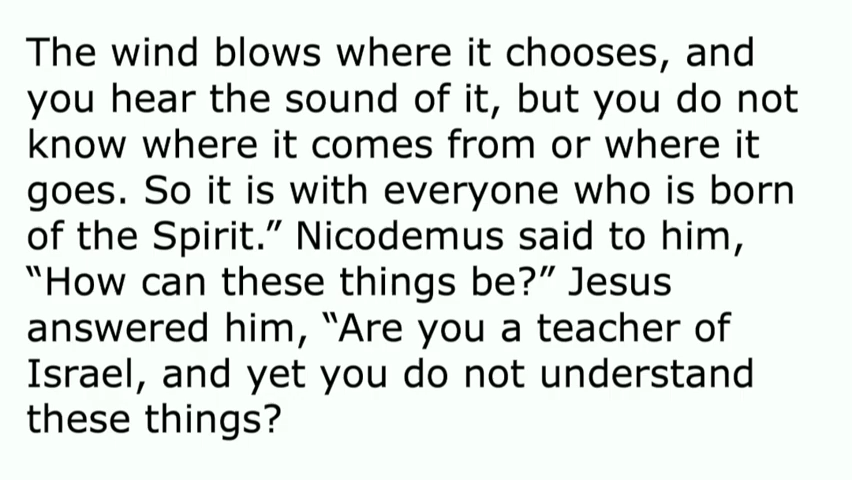 The wind blows where it chooses, and
you hear the sound of it, but you do not
know where it comes from or where it
goes. So it is with everyone who is born
of the Spirit.” Nicodemus said to him,
“How can these things be?” Jesus
answered him, “Are you a teacher of
Israel, and yet you do not understand
these things?